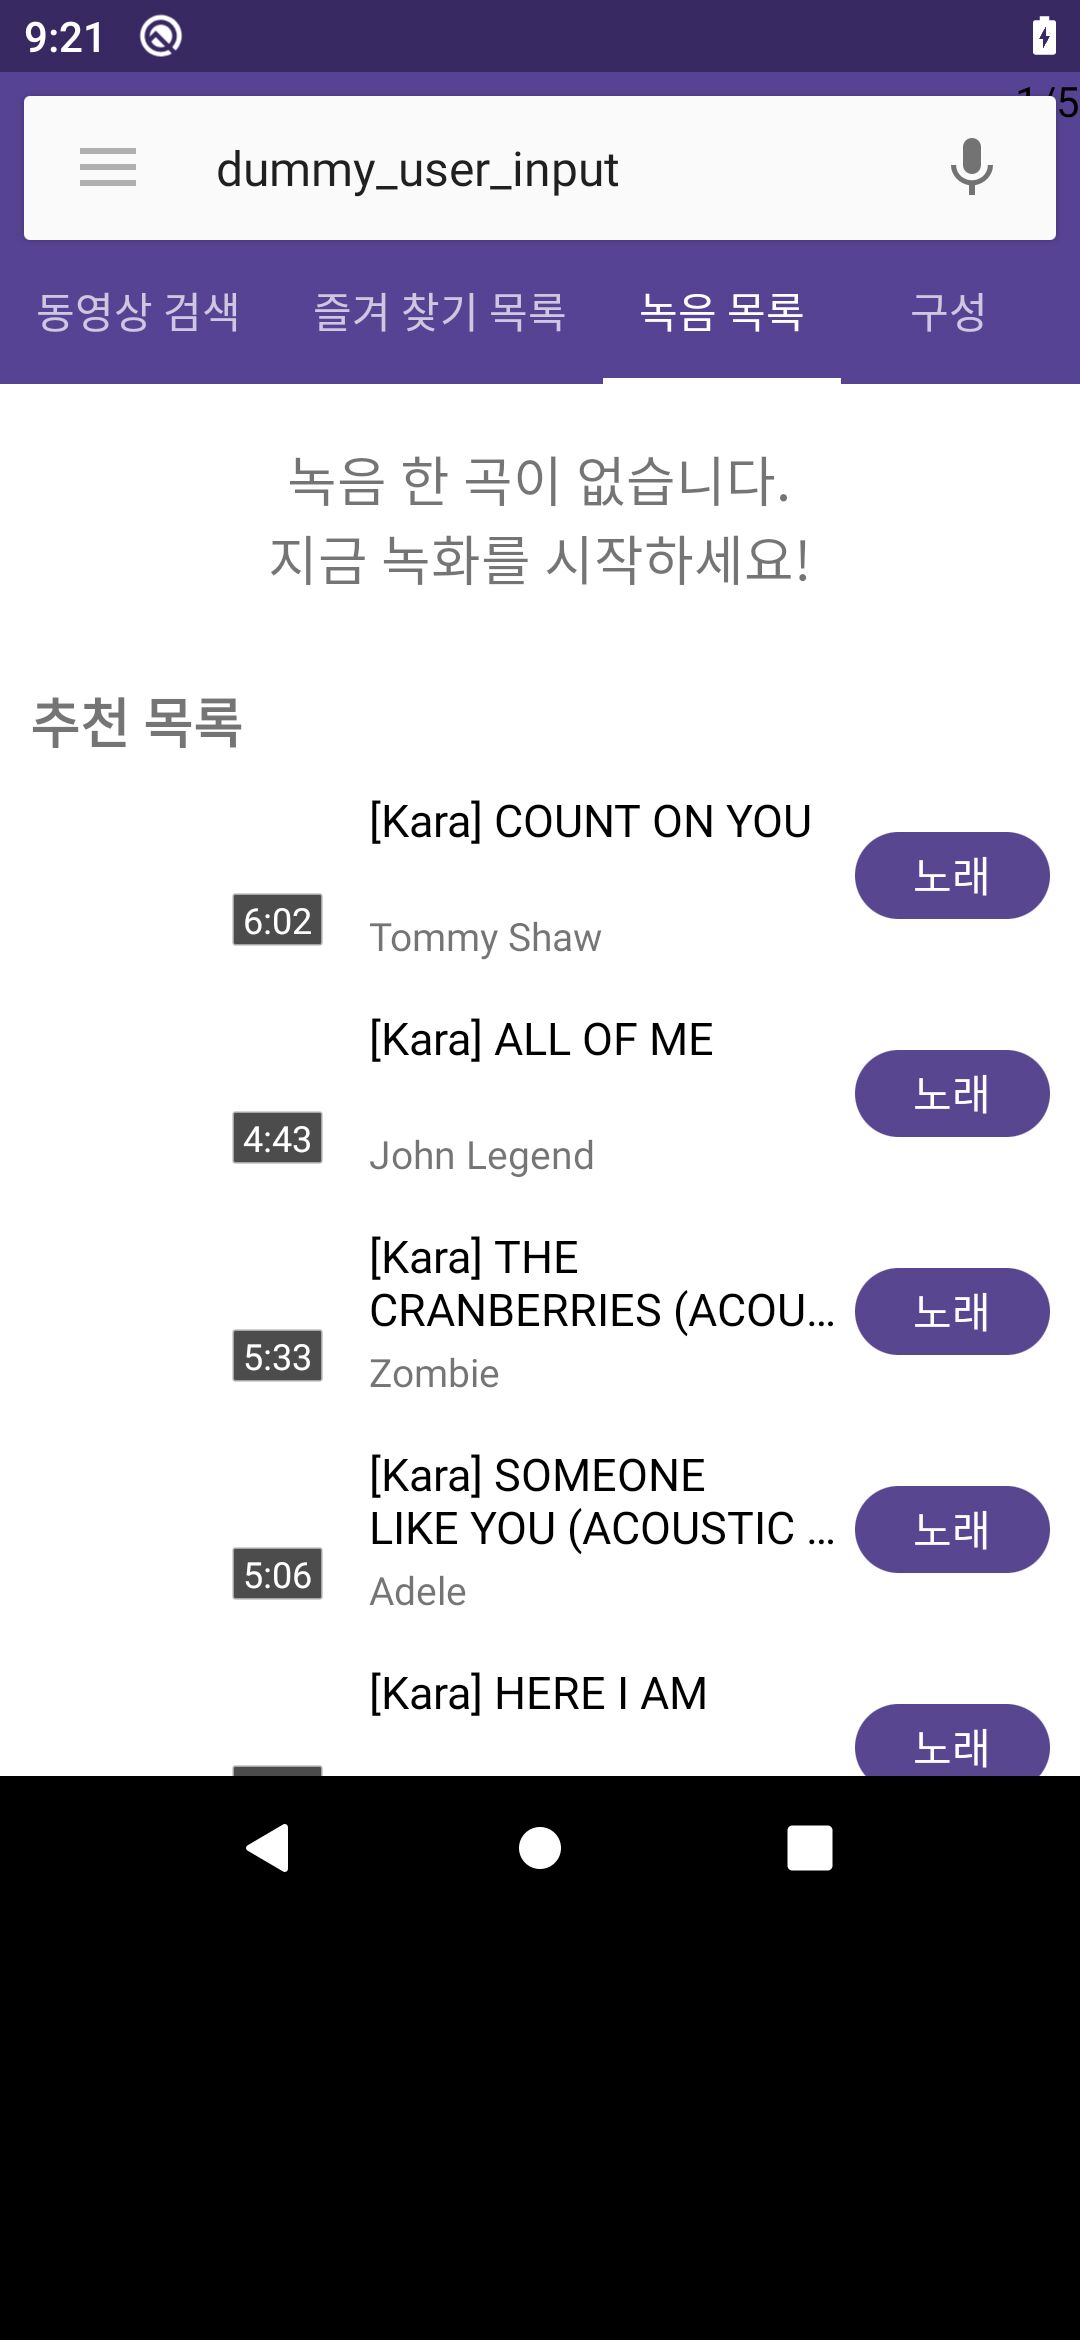 9:21
1/5
dummy_user_input
동영상 검색
즐겨 찾기 목록
녹음 목록
구성
녹음 한 곡이 없습니다.
지금 녹화를 시작하세요!
추천 목록
[Kara] COUNT ON YOU
6:02
Tommy Shaw
노래
[Kara] ALL OF ME
4:43
John Legend
노래
[Kara] THE
CRANBERRIES (ACOU...
5:33
Zombie
노래
[Kara] SOMEONE
LIKE YOU (ACOUSTIC ...
5:06
Adele
노래
[Kara] HERE I AM
노래